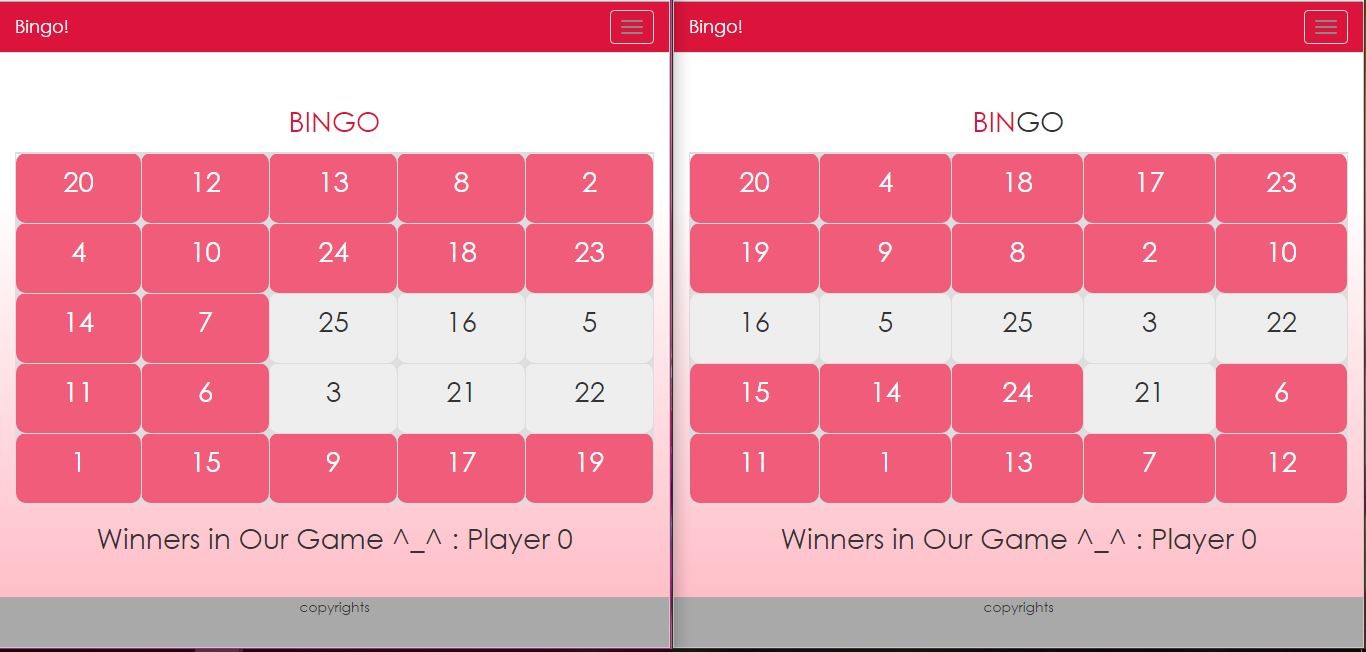 Bingo!
BINGO
20 12 13 8 2
4 10 24 18 23
14 7 25 16 5
11 6 3 21 22
1 15 9 17 19
Winners in Our Game ^_^ : Player 0
copyrights
Bingo!
BINGO
20 4 18 17 23
19 9 8 2 10
16 5 25 3 22
15 14 24 21 6
11 1 13 7 12
Winners in Our Game ^_^ : Player 0
copyrights